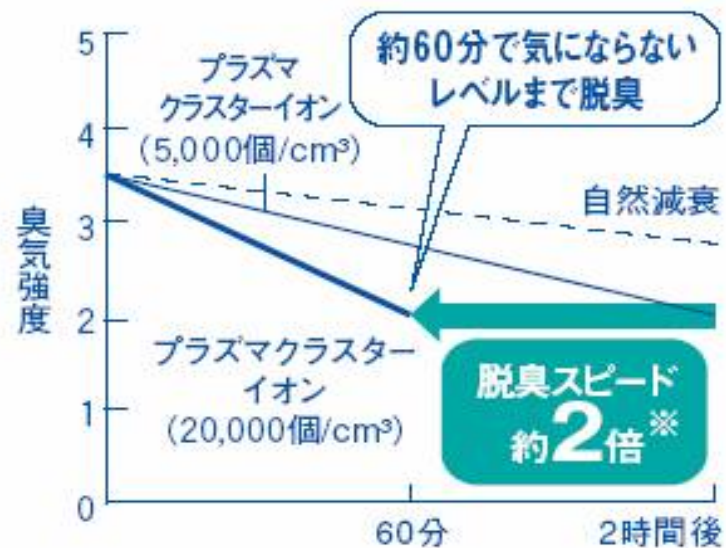 5
4
3
2
1
0
臭気強度
プラズマ
クラスターイオン
(5,000個/cm³)
約60分で気にならない
レベルまで脱臭
自然減衰
プラズマクラスター
イオン
(20,000個/cm³)
脱臭スピード
約2倍※
60分
2時間後